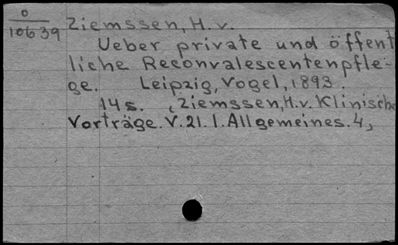 0
10639
Ziemssen, H. v.
Ueber private und öffent
liche Reconvalescentenpfle-
ge. Leipzig, Vogel, 1893.
14 s. (Ziemssen, H. v. Klinische
Vorträge. V. 21. I. Allgemeines. 4)